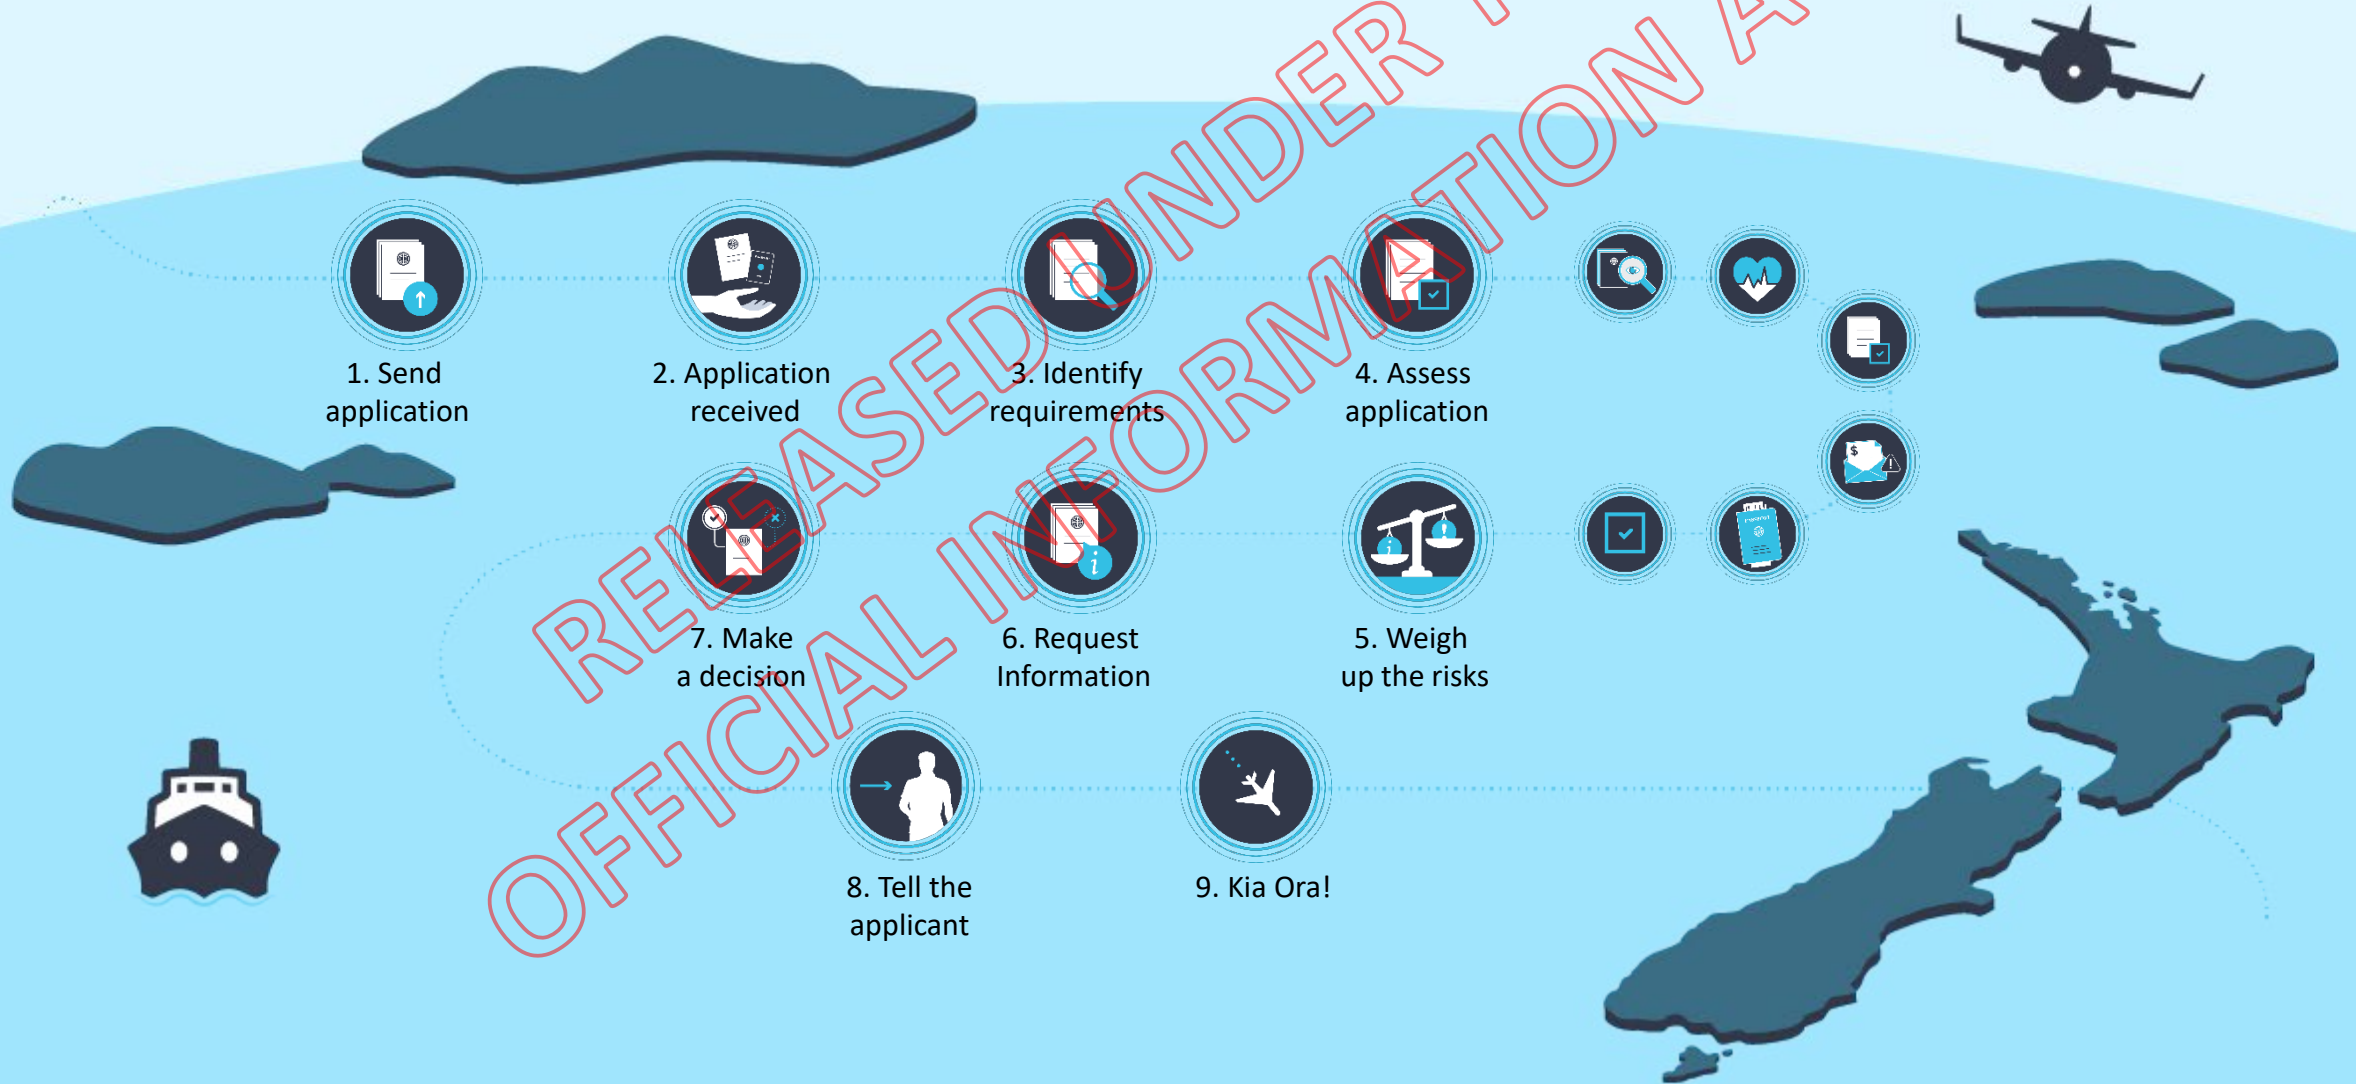 1. Send
application
2. Application
received
3. Identify
requirements
4. Assess
application
7. Make
a decision
6. Request
Information
5. Weigh
up the risks
8. Tell the
applicant
9. Kia Ora!
RELEASED UNDER
OFFICIAL INFORMATION A